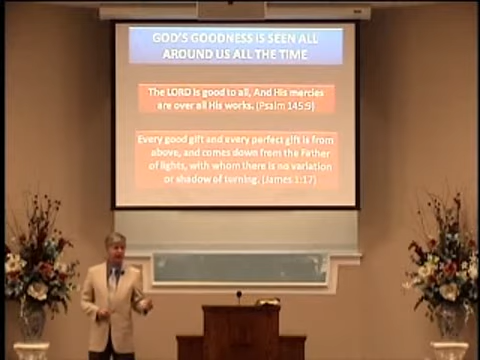 GOD'S GOODNESS IS SEEN ALL
AROUND US ALL THE TIME
The LORD is good to all, And His mercies
are over all His works. (Psalm 145:9)
Every good gift and every perfect gift is from
above, and comes down from the Father
of lights, with whom there is no variation
or shadow of turning. (James 1:17)